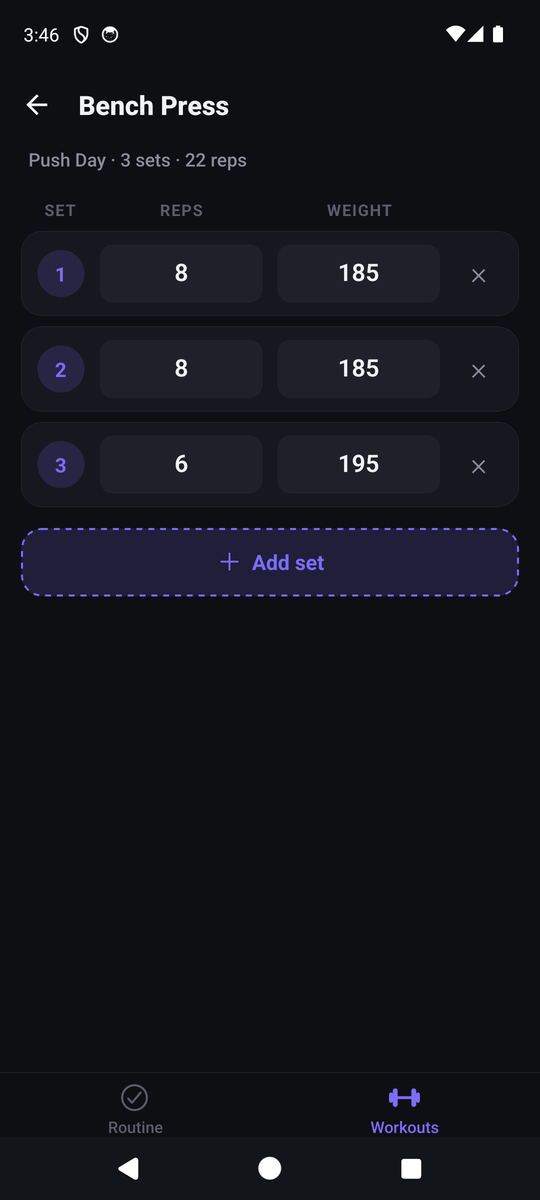 3:46
Bench Press
Push Day · 3 sets · 22 reps
SET REPS WEIGHT
1 8 185
2 8 185
3 6 195
+ Add set
Routine Workouts